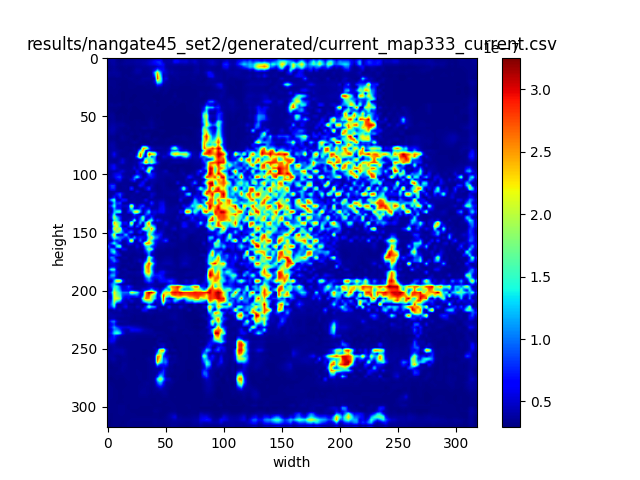 results/nangate45_set2/generated/current_map333_current.csv
1e−7
0
50
100
150
200
250
300
height
0 50 100 150 200 250 300
width
3.0
2.5
2.0
1.5
1.0
0.5